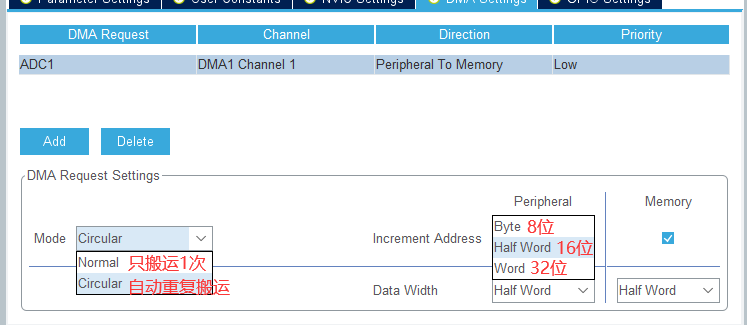 Parameter Settings User Constants NVIC Settings DMA Settings GPIO Settings
DMA Request Channel Direction Priority
ADC1 DMA1 Channel 1 Peripheral To Memory Low
Add Delete
DMA Request Settings
Peripheral Memory
Mode Circular Increment Address
Byte 8位
Half Word 16位
Word 32位
Normal 只搬运1次
Circular 自动重复搬运
Data Width Half Word Half Word